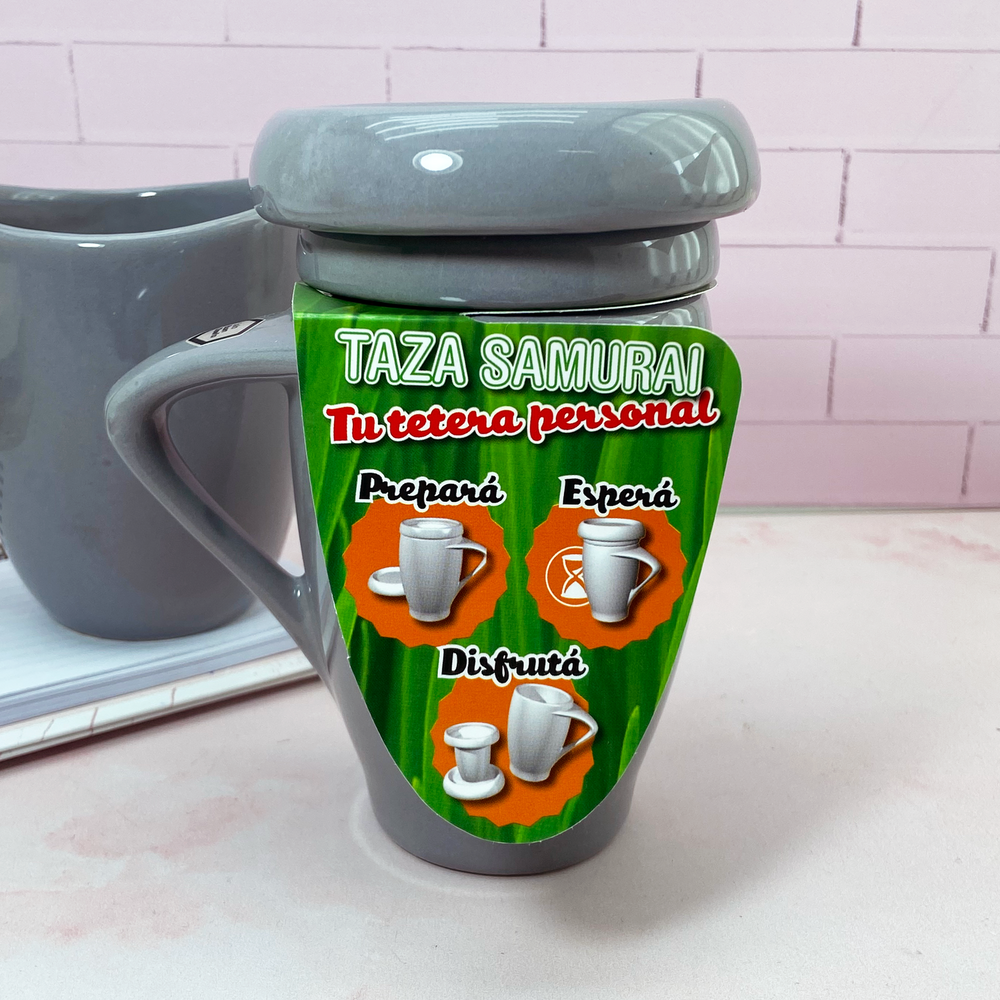 TAZA SAMURAI
Tu tetera personal
Prepará
Esperá
Disfrutá